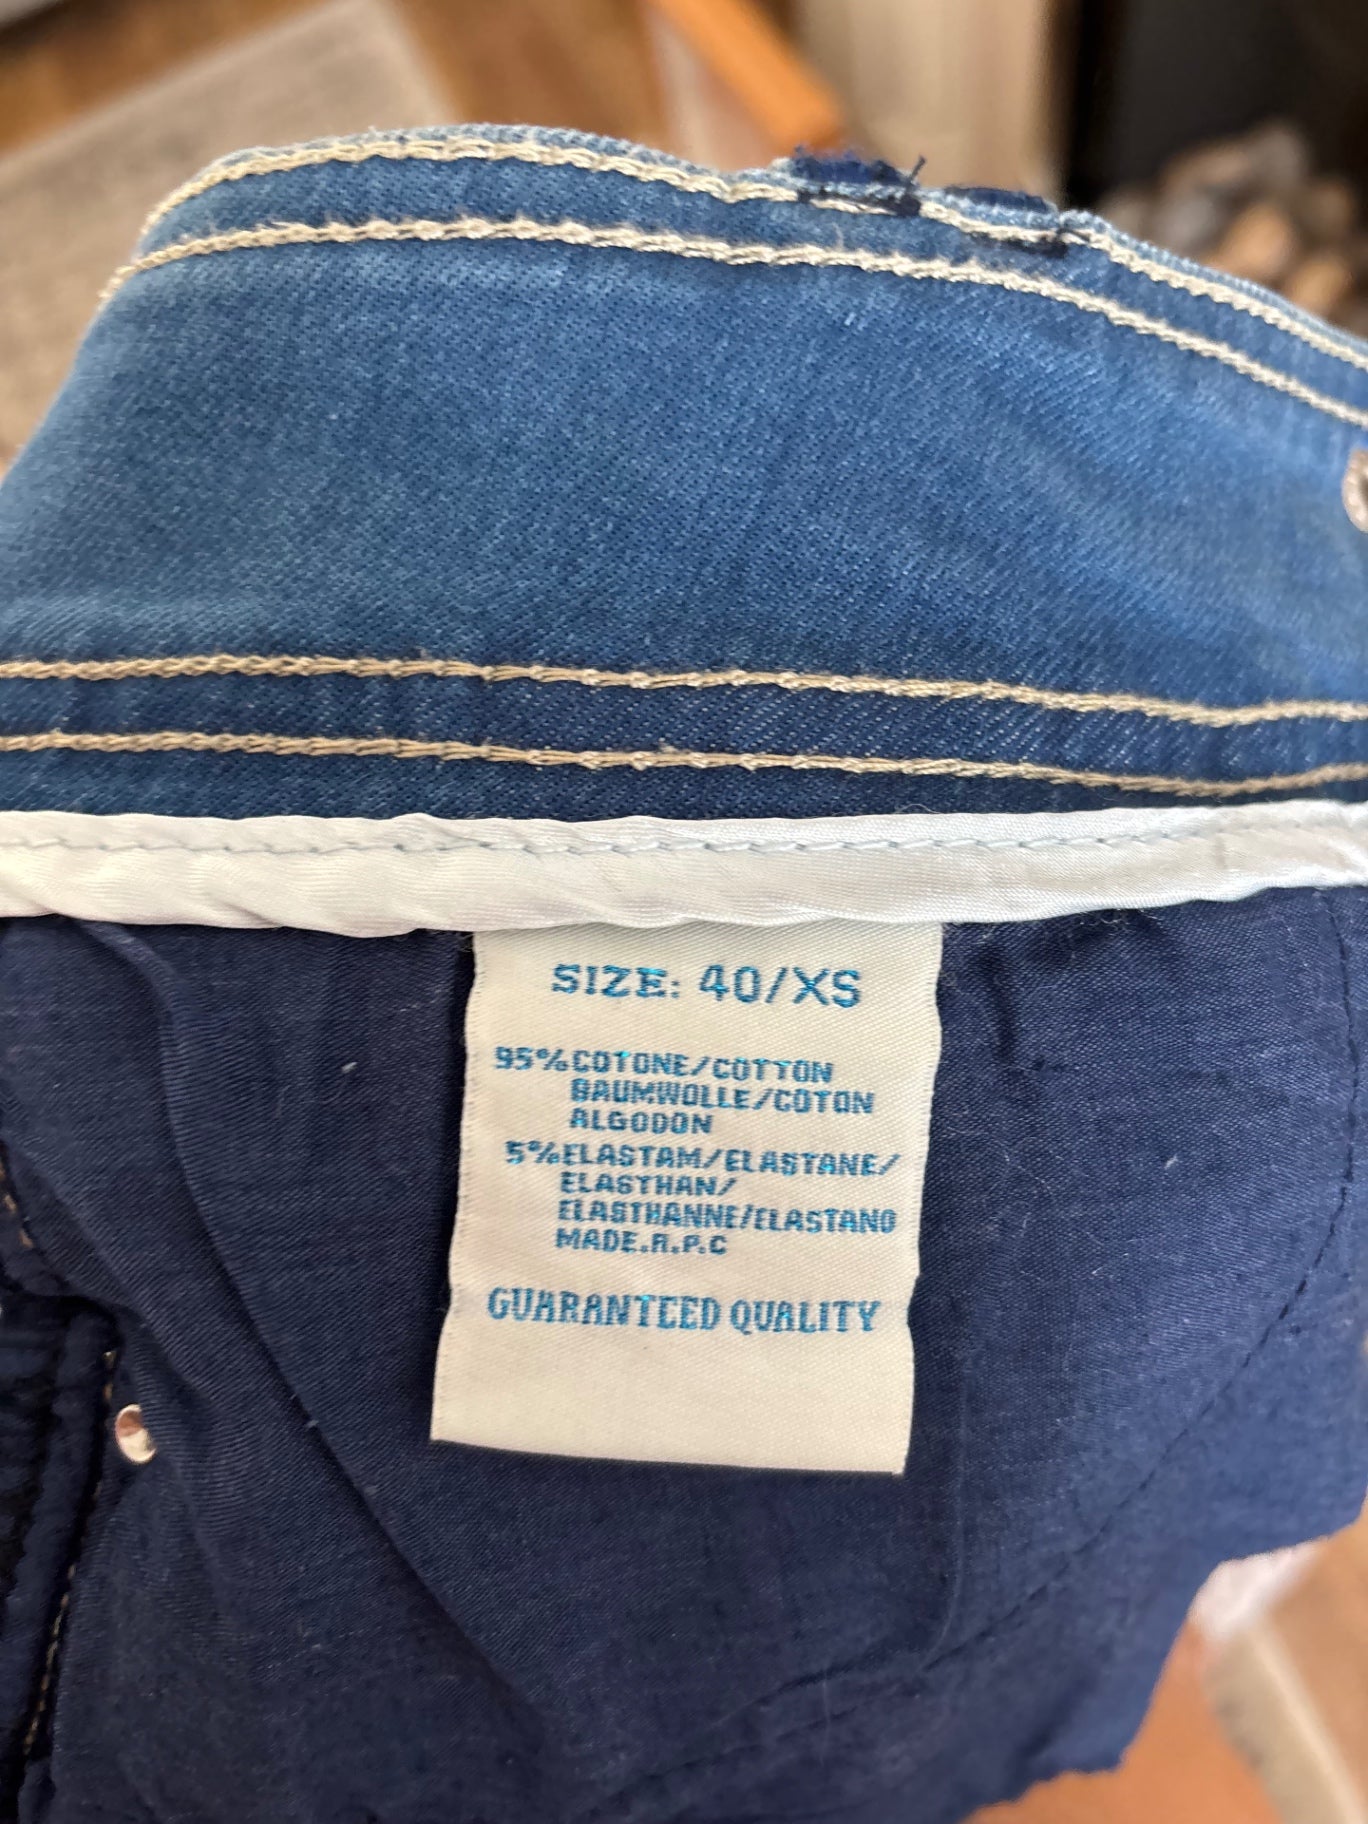 SIZE: 40/XS
95% COTONE/COTTON
BAUMWOLLE/COTON
ALGODON
5% ELASTAM/ELASTANE/
ELASTHAN/
ELASTHANNE/ELASTANO
MADE.R.P.C
GUARANTEED QUALITY